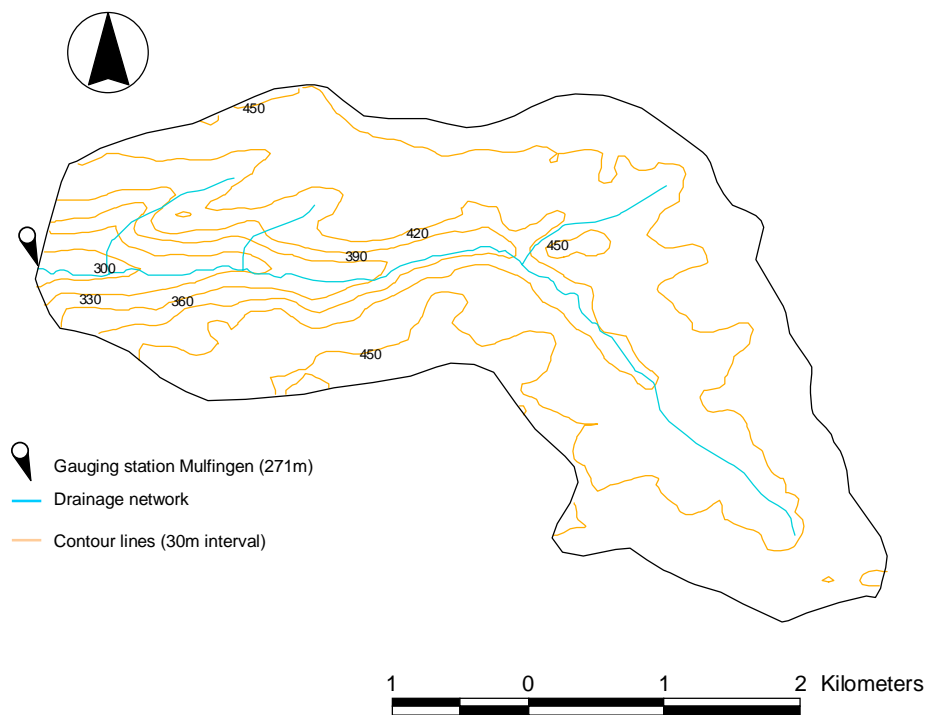 450
420
450
390
300
330
360
450
Gauging station Mulfingen (271m)
Drainage network
Contour lines (30m interval)
1 0 1 2 Kilometers